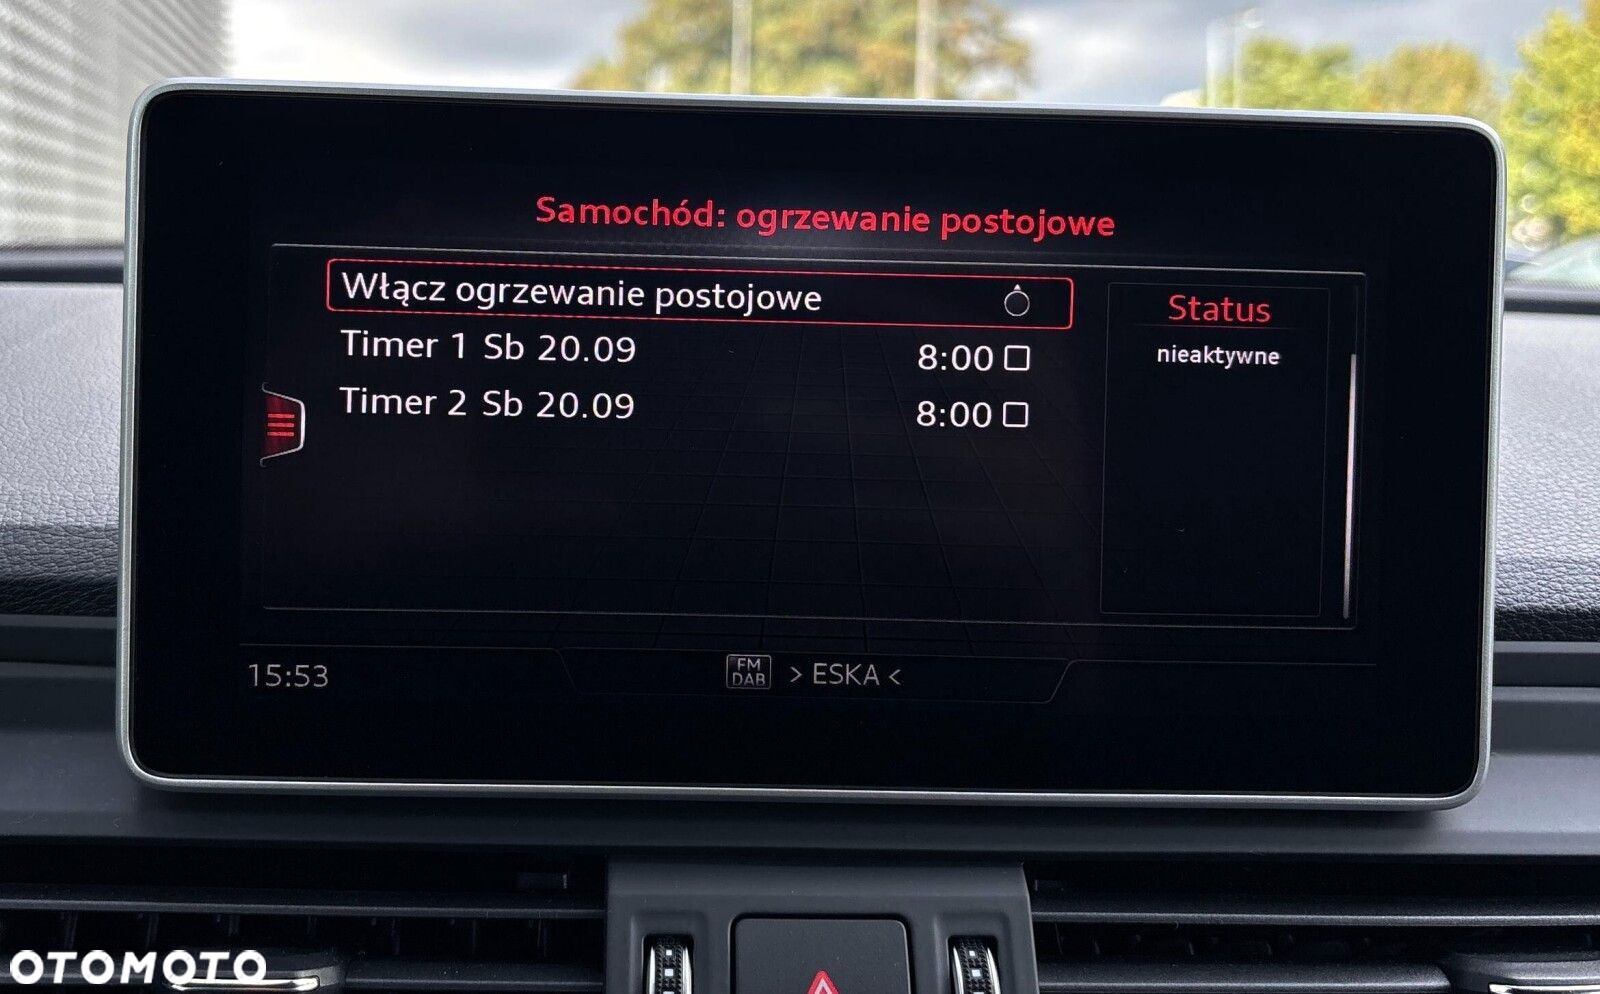 Samochód: ogrzewanie postojowe
Włącz ogrzewanie postojowe
Timer 1 Sb 20.09 8:00
Timer 2 Sb 20.09 8:00
Status
nieaktywne
15:53
FM
DAB
> ESKA <
OTOMOTO